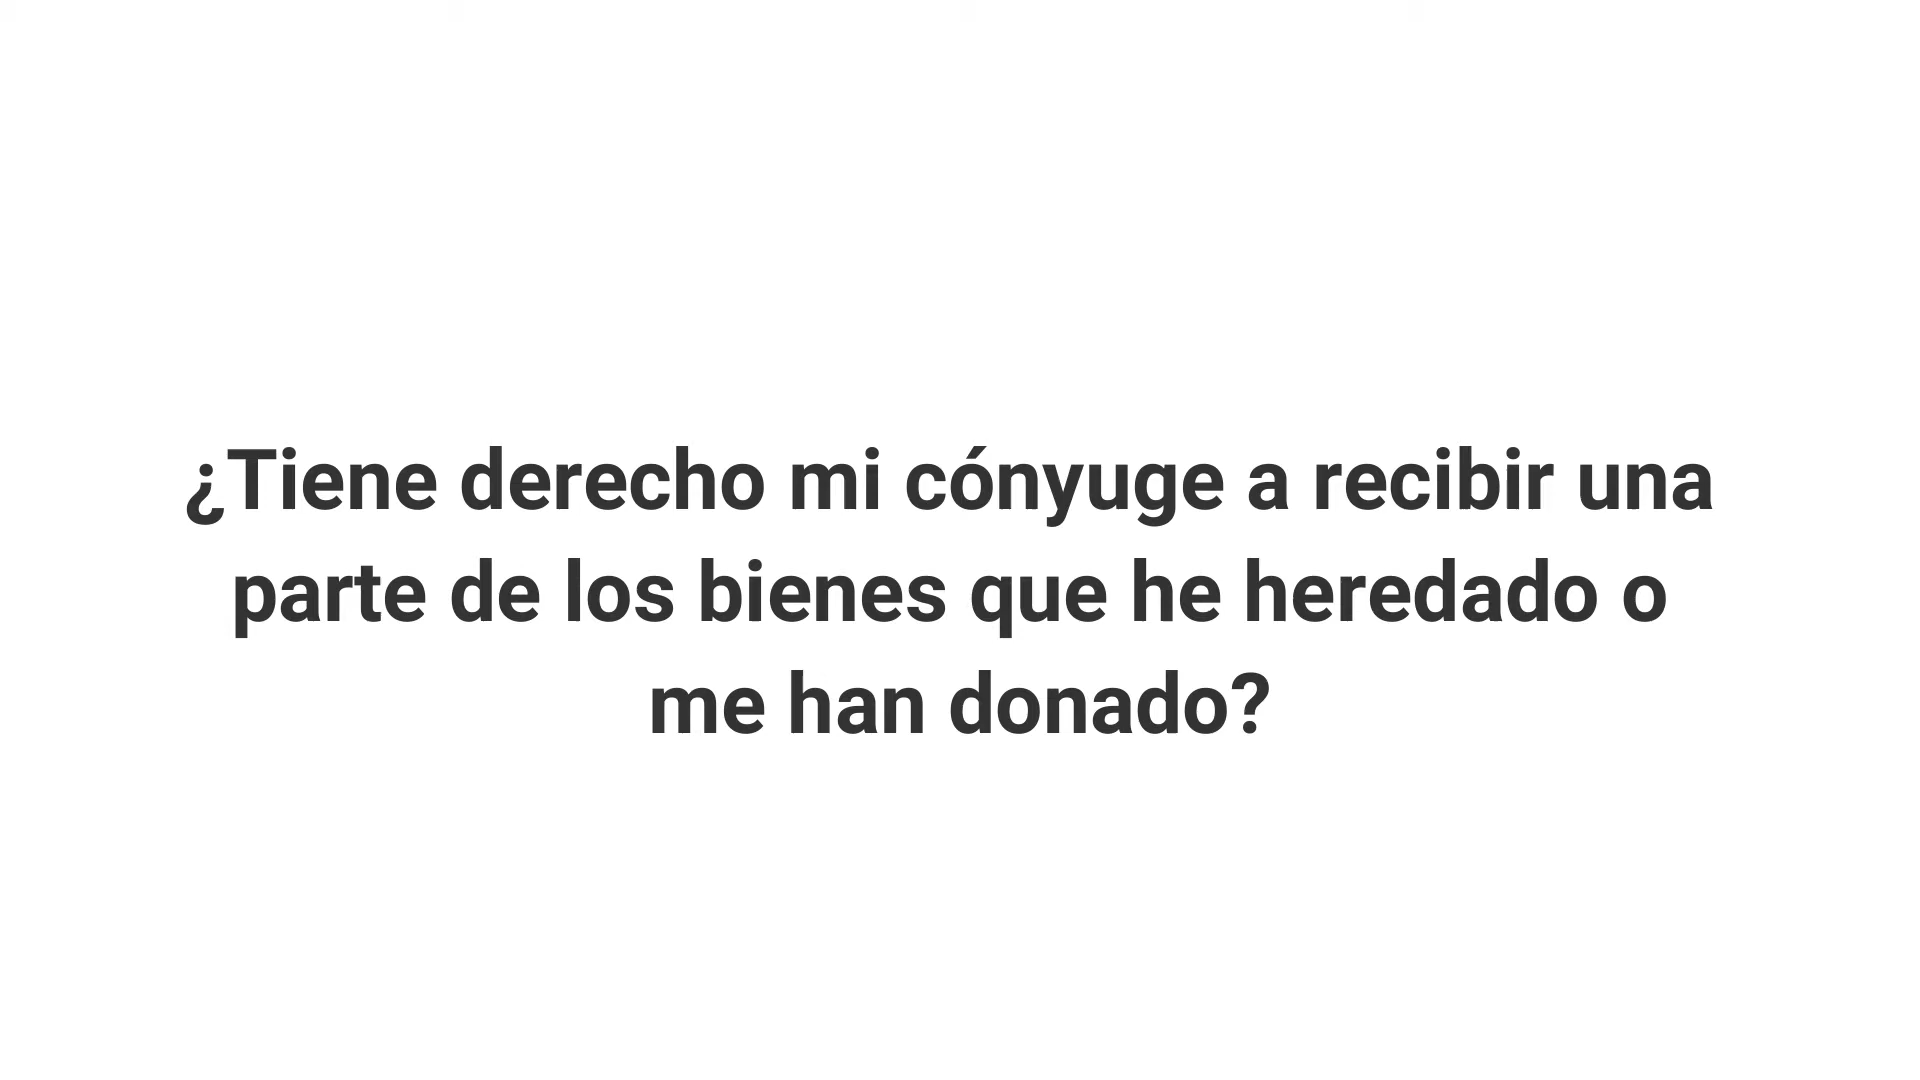 ¿Tiene derecho mi cónyuge a recibir una
parte de los bienes que he heredado o
me han donado?